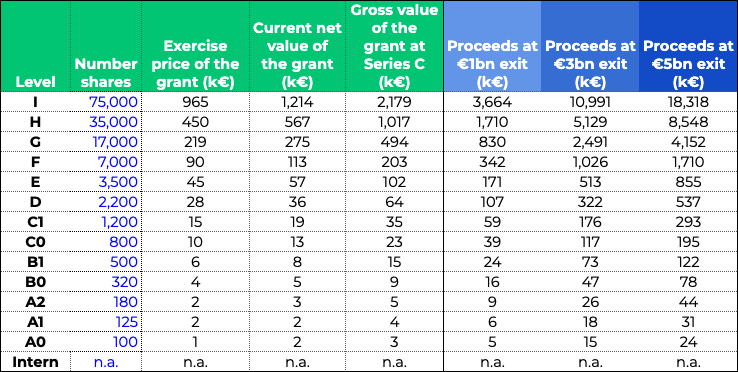 Level Number shares Exercise price of the grant (k€) Current net value of the grant (k€) Gross value of the grant at Series C (k€) Proceeds at €1bn exit (k€) Proceeds at €3bn exit (k€) Proceeds at €5bn exit (k€)
I 75,000 965 1,214 2,179 3,664 10,991 18,318
H 35,000 450 567 1,017 1,710 5,129 8,548
G 17,000 219 275 494 830 2,491 4,152
F 7,000 90 113 203 342 1,026 1,710
E 3,500 45 57 102 171 513 855
D 2,200 28 36 64 107 322 537
C1 1,200 15 19 35 59 176 293
C0 800 10 13 23 39 117 195
B1 500 6 8 15 24 73 122
B0 320 4 5 9 16 47 78
A2 180 2 3 5 9 26 44
A1 125 2 2 4 6 18 31
A0 100 1 2 3 5 15 24
Intern n.a. n.a. n.a. n.a. n.a. n.a. n.a.